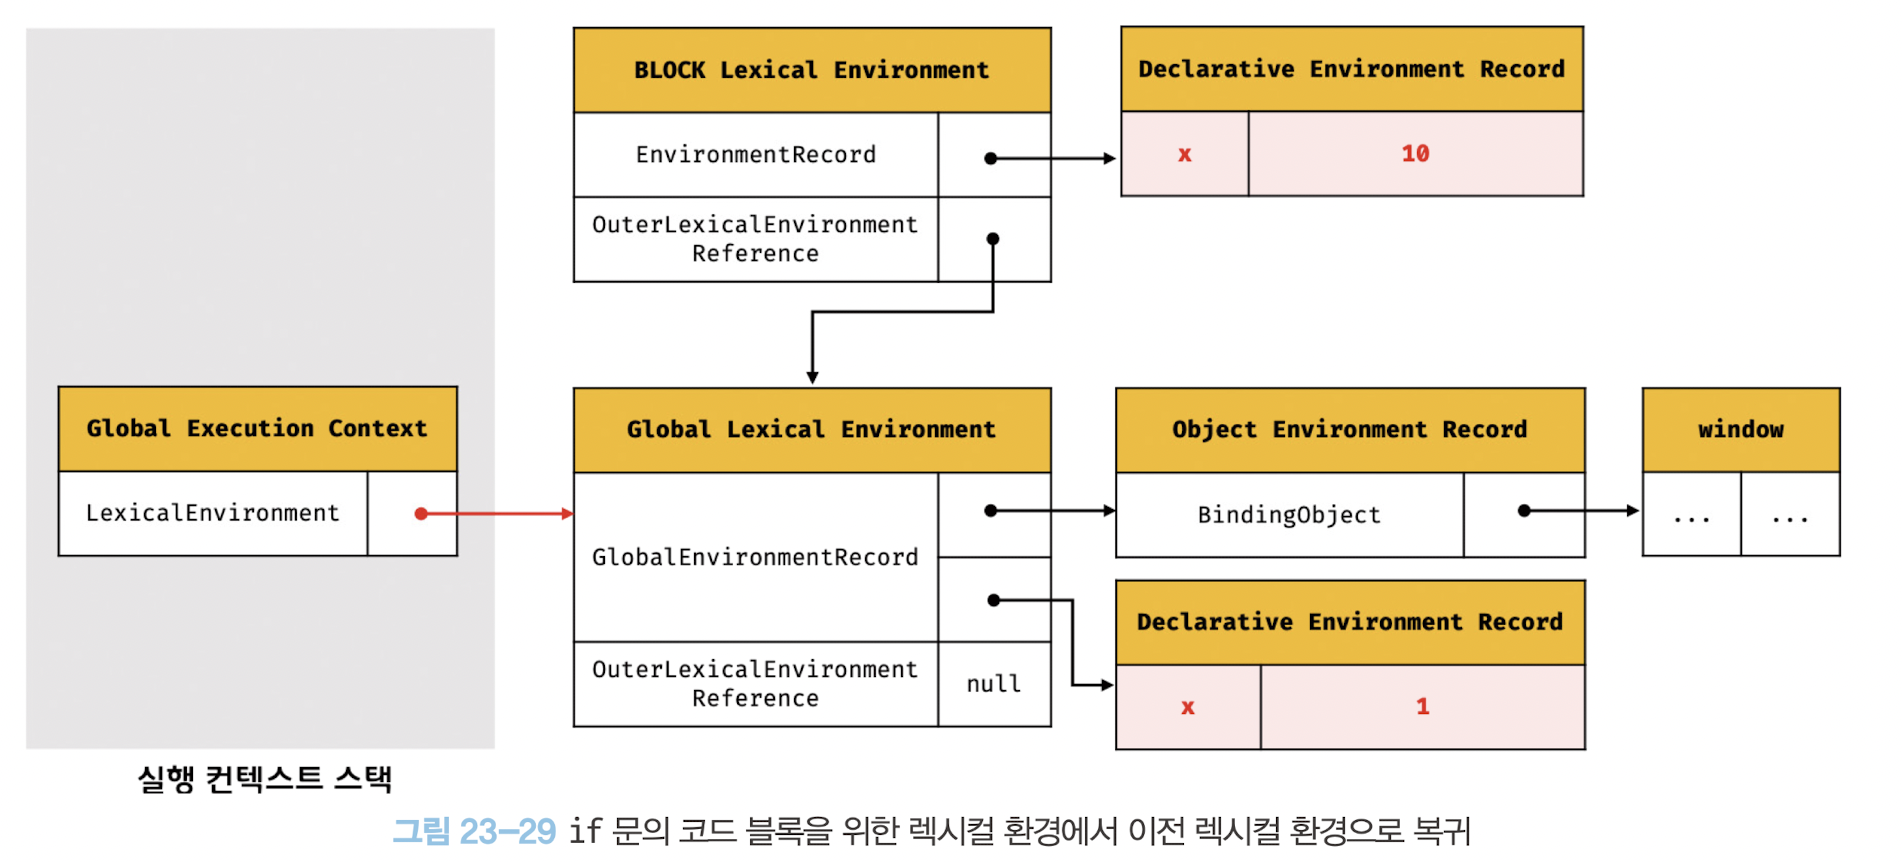 BLOCK Lexical Environment
EnvironmentRecord
OuterLexicalEnvironment
Reference
Declarative Environment Record
x 10
Global Execution Context
LexicalEnvironment
Global Lexical Environment
GlobalEnvironmentRecord
OuterLexicalEnvironment
Reference
null
Object Environment Record
BindingObject
window
... ...
Declarative Environment Record
x 1
실행 컨텍스트 스택
그림 23-29 if 문의 코드 블록을 위한 렉시컬 환경에서 이전 렉시컬 환경으로 복귀